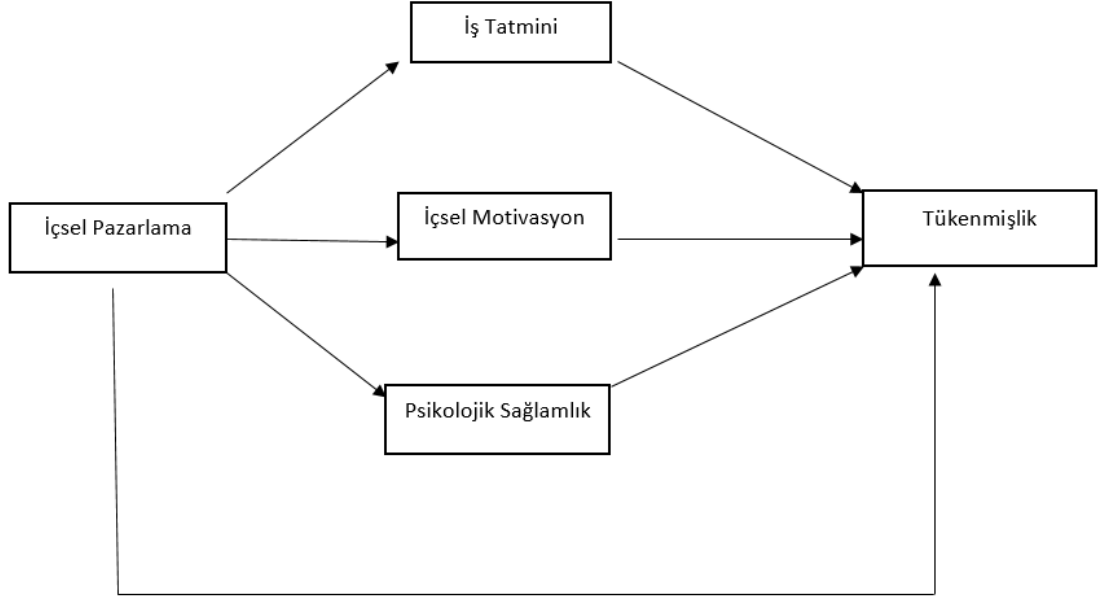 İş Tatmini
İçsel Pazarlama
İçsel Motivasyon
Tükenmişlik
Psikolojik Sağlamlık